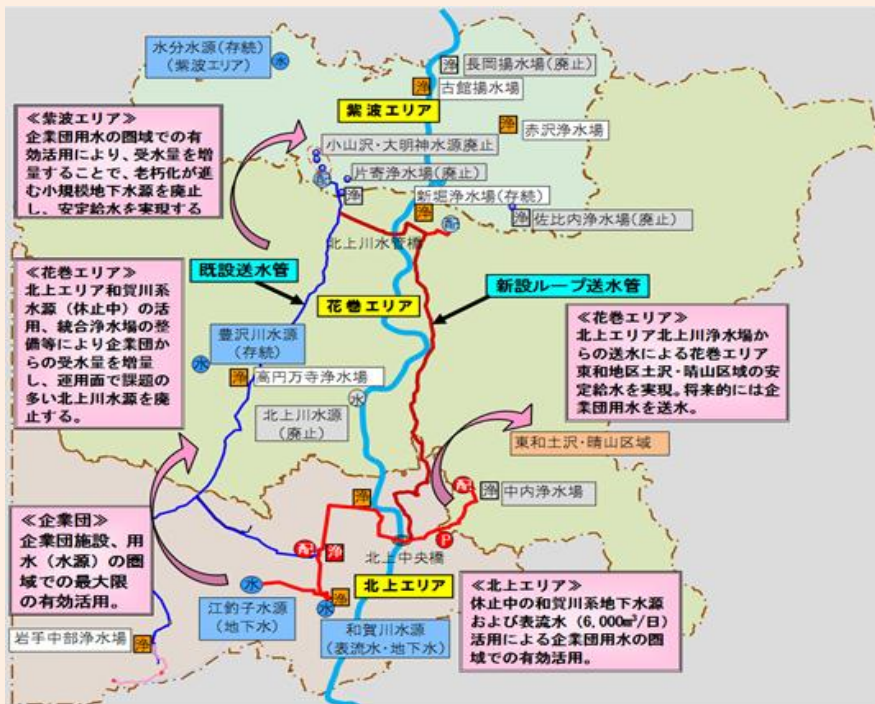 水分水源(存続)
(紫波エリア)
水
浄
長岡揚水場(廃止)
浄
古館揚水場
紫波エリア
浄
赤沢浄水場
≪紫波エリア≫
企業団用水の圏域での有
効活用により、受水量を増
量することで、老朽化が進
む小規模地下水源を廃止
し、安定給水を実現する
小山沢・大明神水源廃止
配
片寄浄水場(廃止)
浄
新堀浄水場(存続)
浄
配
浄
佐比内浄水場(廃止)
北上川水管橋
既設送水管
新設ループ送水管
花巻エリア
≪花巻エリア≫
北上エリア和賀川系
水源(休止中)の活
用、統合浄水場の整
備等により企業団か
らの受水量を増量
し、運用面で課題の
多い北上川水源を廃
止する。
豊沢川水源
(存続)
水
浄
高円万寺浄水場
水
北上川水源
(廃止)
≪花巻エリア≫
北上エリア北上川浄水場か
らの送水による花巻エリア
東和地区土沢・晴山区域の安
定給水を実現。将来的には企
業団用水を送水。
東和土沢・晴山区域
配
浄
中内浄水場
浄
P
北上中央橋
≪企業団≫
企業団施設、用
水(水源)の圏
域での最大限
の有効活用。
配
浄
北上エリア
水
江釣子水源
(地下水)
浄
水
和賀川水源
(表流水・地下水)
≪北上エリア≫
休止中の和賀川系地下水源
および表流水(6,000m³/日)
活用による企業団用水の圏
域での有効活用。
岩手中部浄水場
浄